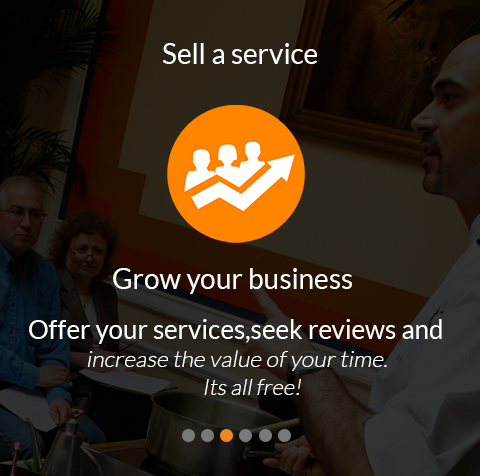 Sell a service
Grow your business
Offer your services,seek reviews and
increase the value of your time.
Its all free!